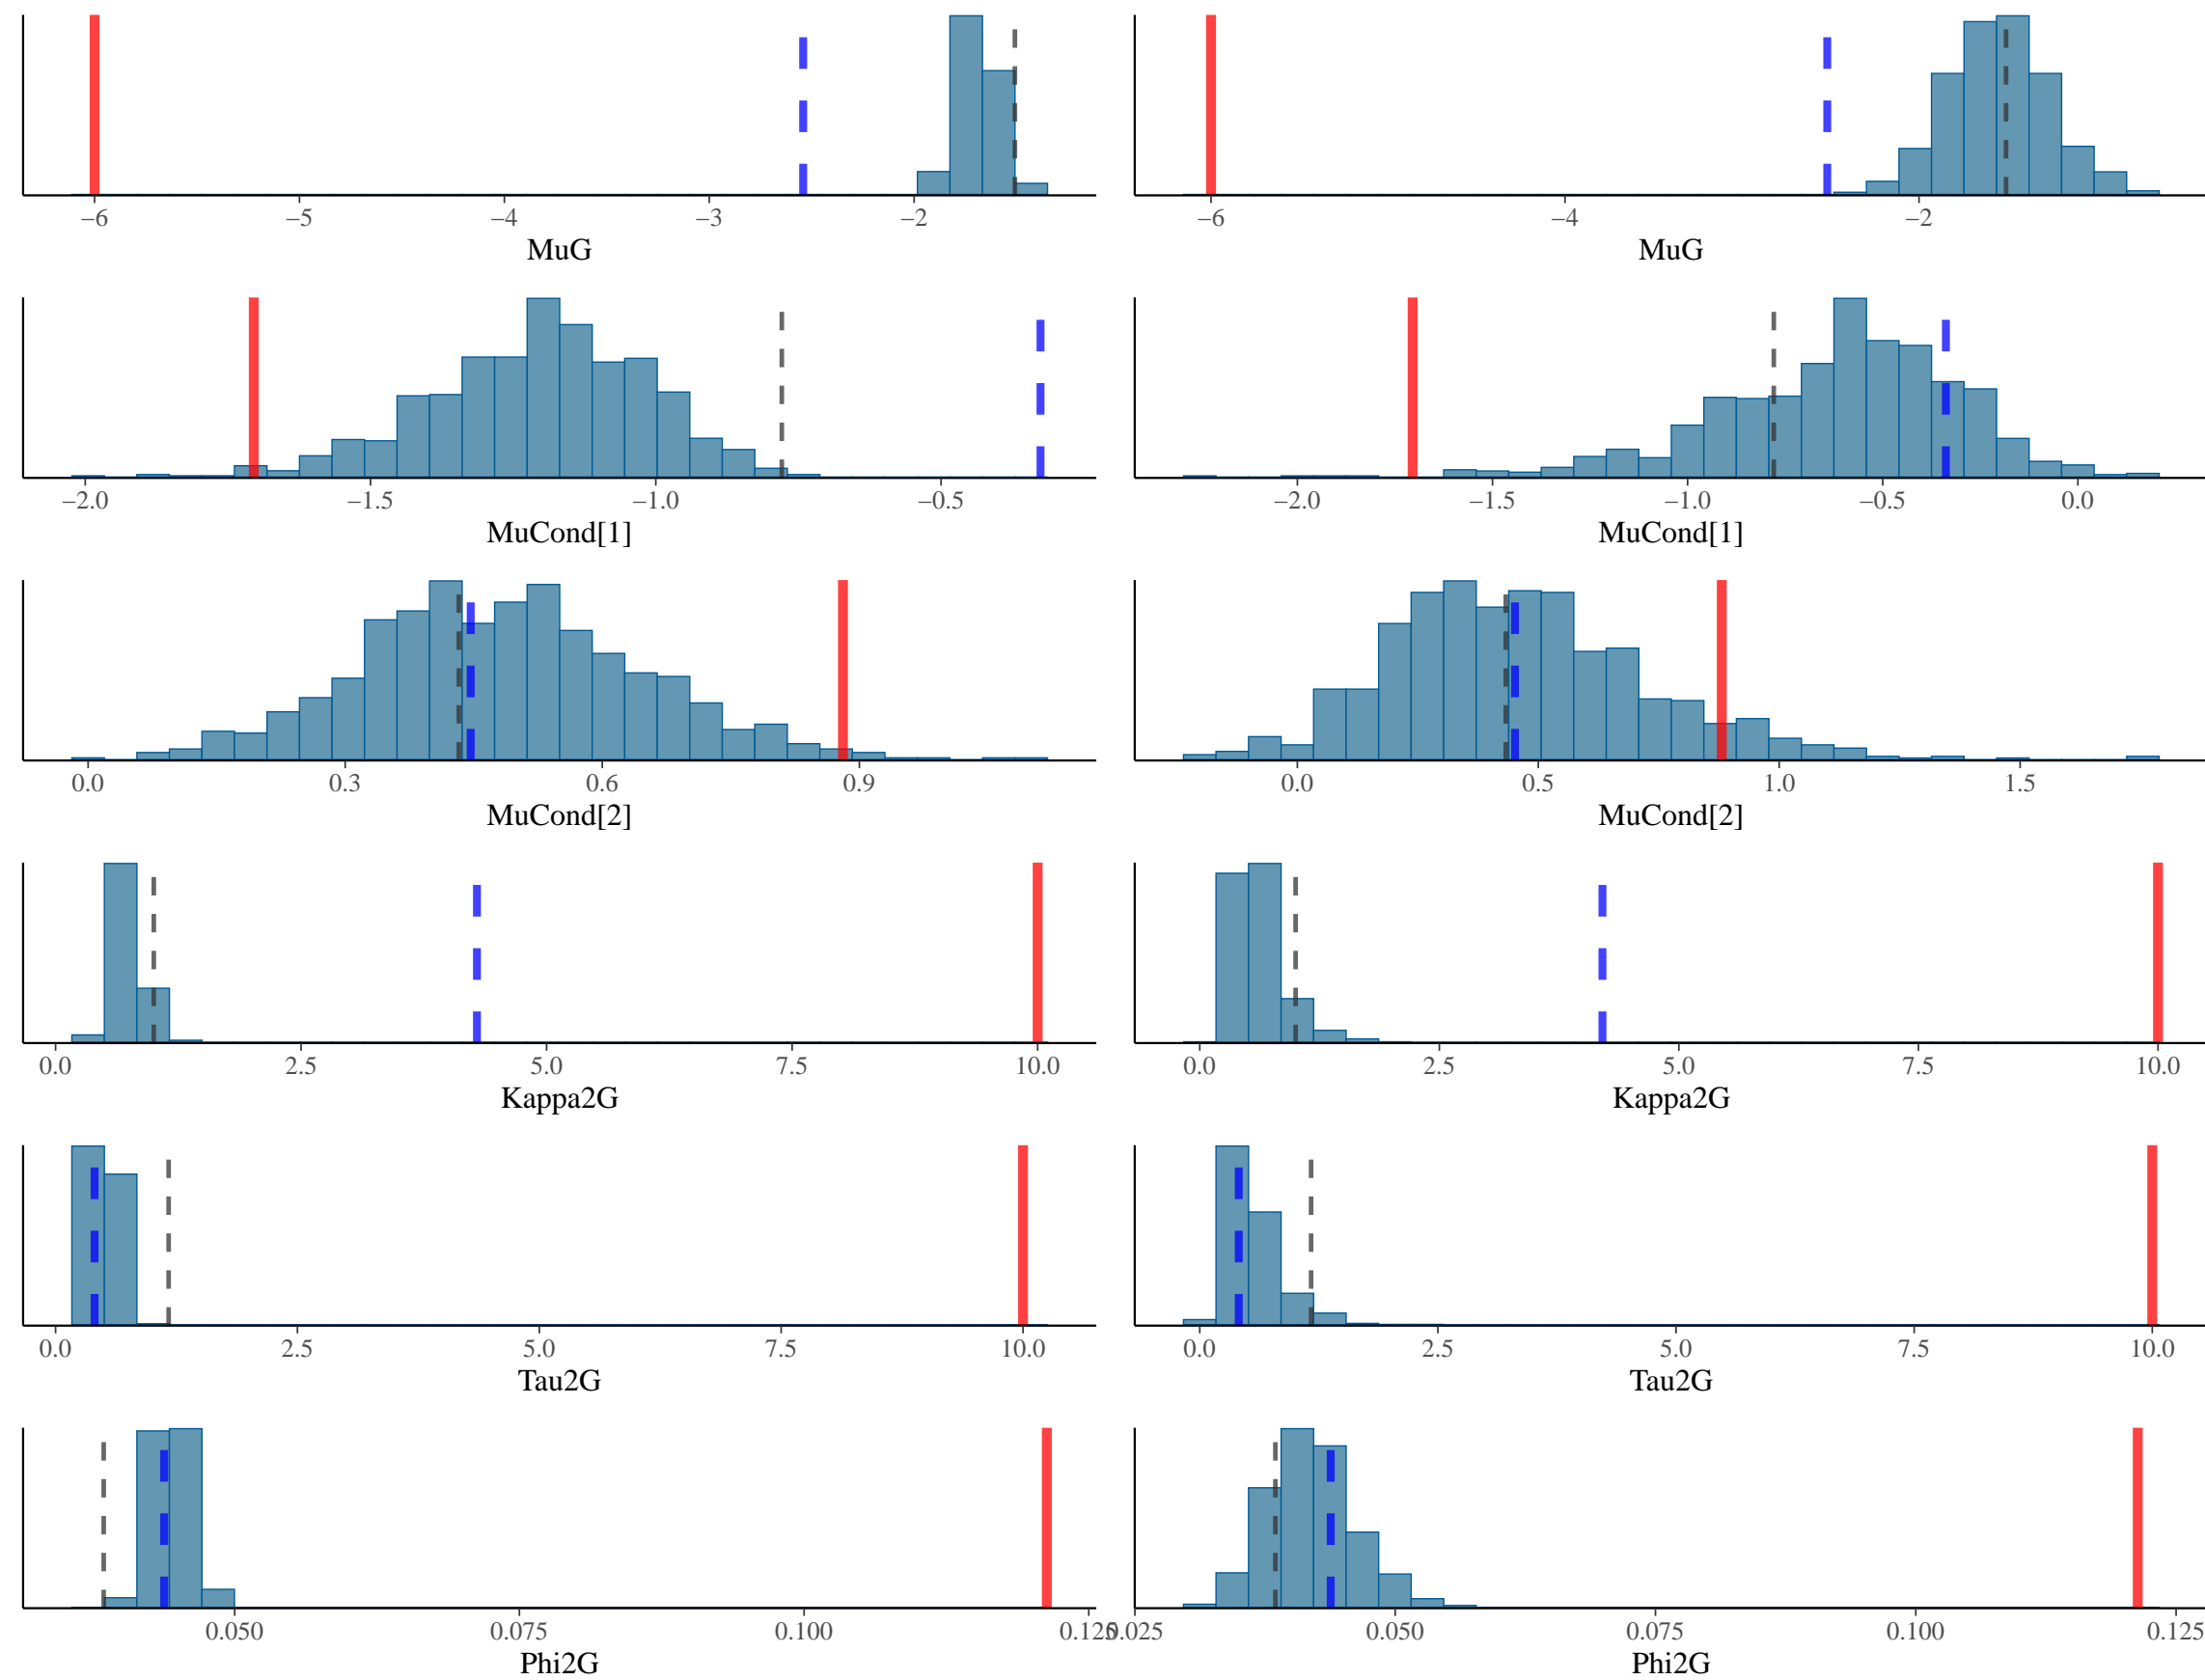 −6 −5 −4 −3 −2
MuG
−6 −4 −2
MuG
−2.0 −1.5 −1.0 −0.5
MuCond[1]
−2.0 −1.5 −1.0 −0.5 0.0
MuCond[1]
0.0 0.3 0.6 0.9
MuCond[2]
0.0 0.5 1.0 1.5
MuCond[2]
0.0 2.5 5.0 7.5 10.0
Kappa2G
0.0 2.5 5.0 7.5 10.0
Kappa2G
0.0 2.5 5.0 7.5 10.0
Tau2G
0.0 2.5 5.0 7.5 10.0
Tau2G
0.050 0.075 0.100 0.125
Phi2G
0.025 0.050 0.075 0.100 0.125
Phi2G